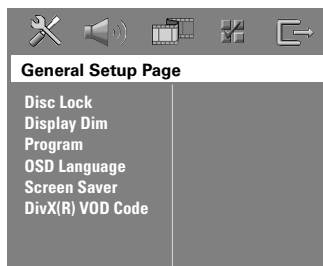 General Setup Page
Disc Lock
Display Dim
Program
OSD Language
Screen Saver
DivX(R) VOD Code